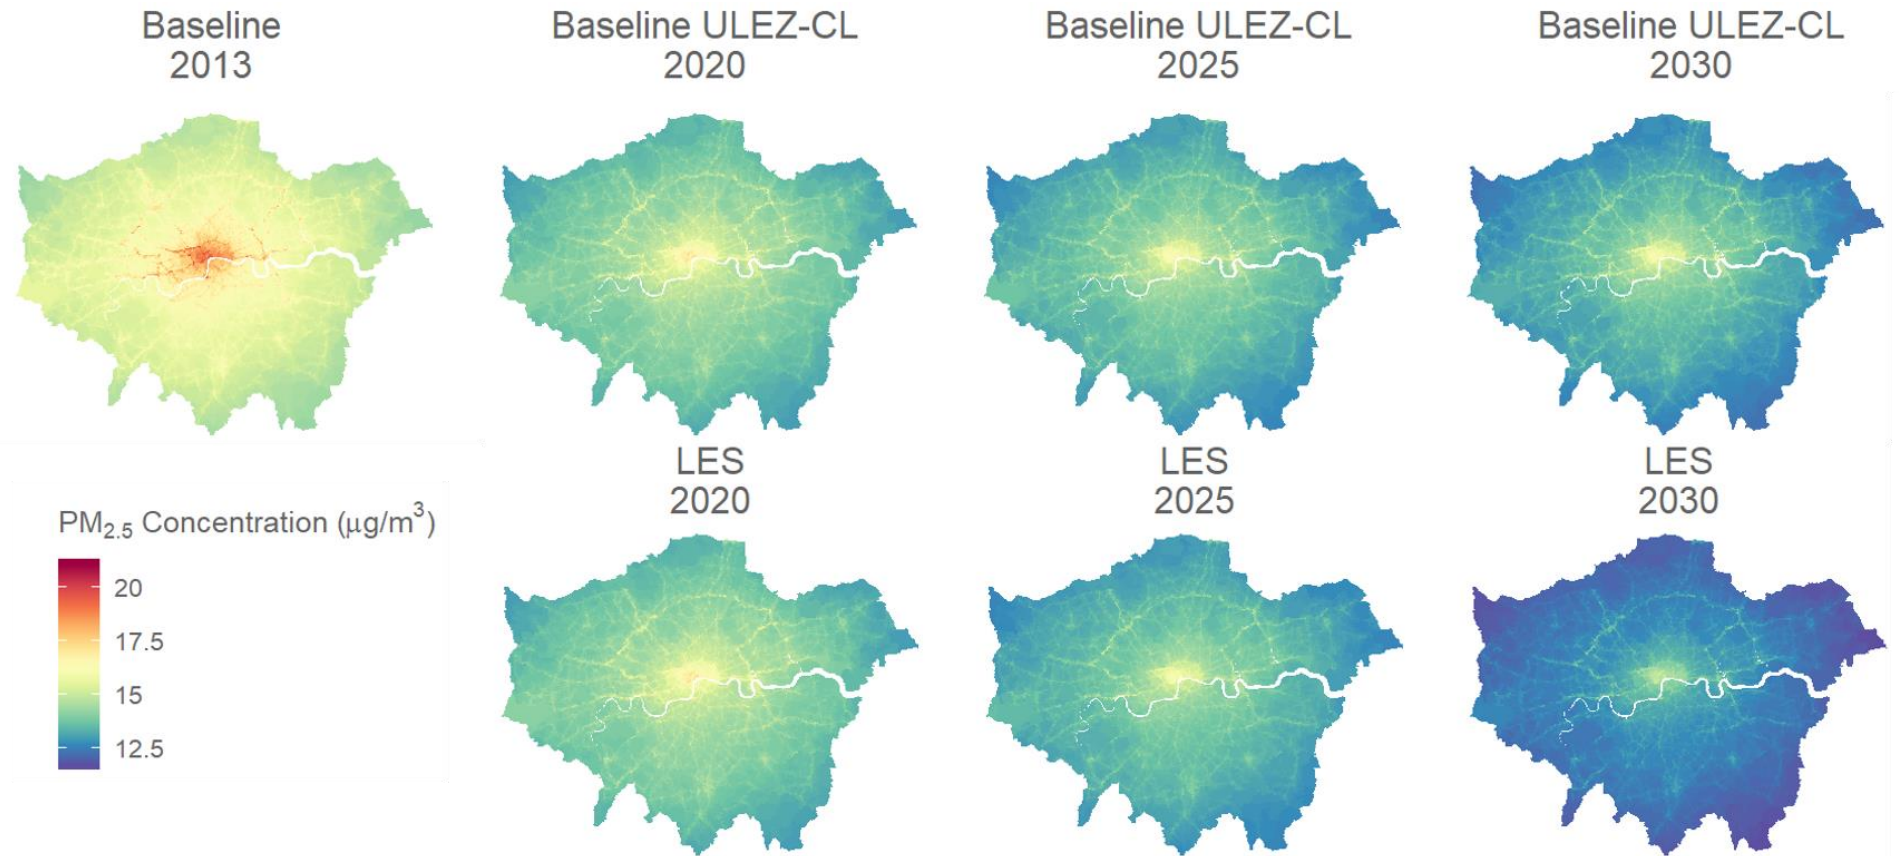 Baseline
2013
Baseline ULEZ-CL
2020
Baseline ULEZ-CL
2025
Baseline ULEZ-CL
2030
LES
2020
LES
2025
LES
2030
PM2.5 Concentration (μg/m3)
20
17.5
15
12.5